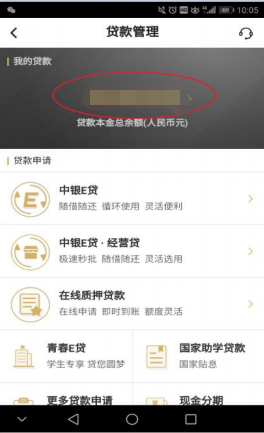 10:05
贷款管理
我的贷款
贷款本金总余额(人民币元)
贷款申请
中银E贷
随借随还 循环使用 灵活便利
中银E贷 · 经营贷
极速秒批 随借随还 灵活选用
在线质押贷款
在线申请 即时到账 额度灵活
青春E贷
学生专享 贷您圆梦
国家助学贷款
国家贴息
更多贷款申请
现金分期